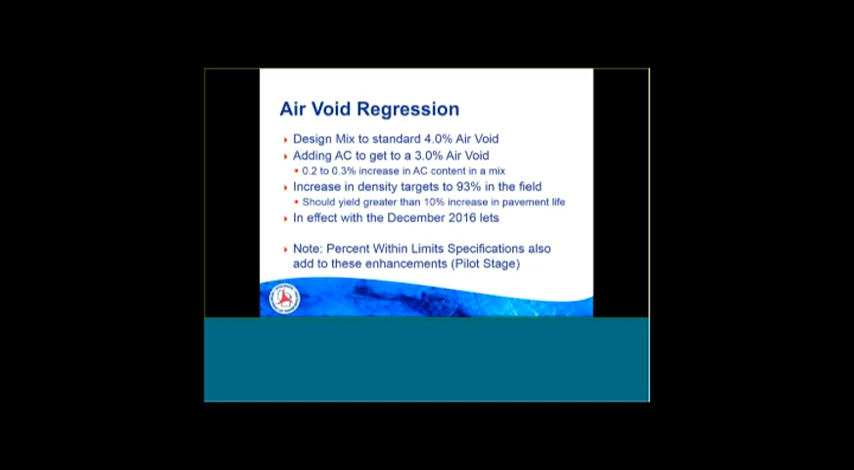 Air Void Regression
Design Mix to standard 4.0% Air Void
Adding AC to get to a 3.0% Air Void
0.2 to 0.3% increase in AC content in a mix
Increase in density targets to 93% in the field
Should yield greater than 10% increase in pavement life
In effect with the December 2016 lets
Note: Percent Within Limits Specifications also
add to these enhancements (Pilot Stage)